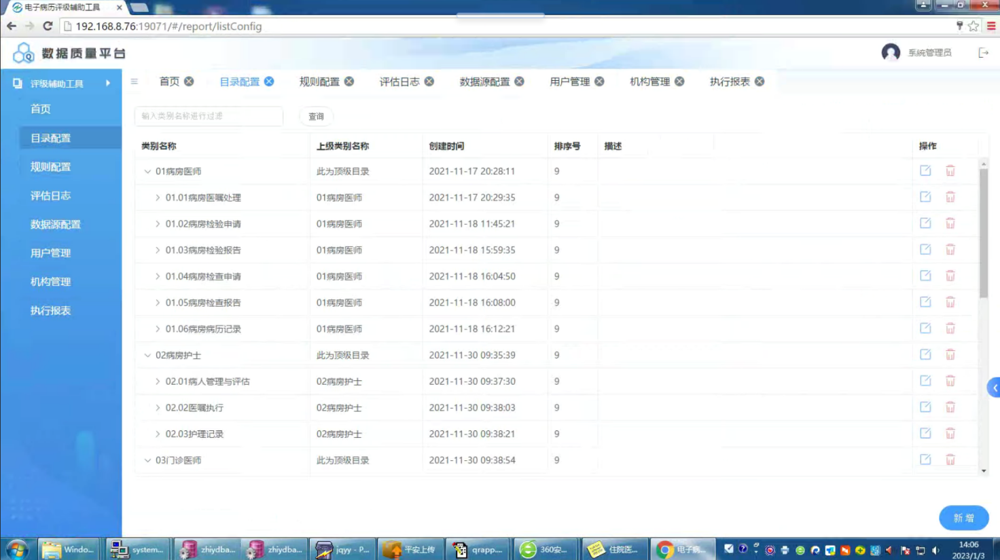 电子病历评级辅助工具
192.168.8.76:19071/#/report/listConfig
数据质量平台
系统管理员
评级辅助工具
首页
目录配置
规则配置
评估日志
数据源配置
用户管理
机构管理
执行报表
首页 目录配置 规则配置 评估日志 数据源配置 用户管理 机构管理 执行报表
输入类别名称进行过滤 查询
类别名称 上级类别名称 创建时间 排序号 描述 操作
01病房医师 此为顶级目录 2021-11-17 20:28:11 9
01.01病房医嘱处理 01病房医师 2021-11-17 20:29:35 9
01.02病房检验申请 01病房医师 2021-11-18 11:45:21 9
01.03病房检验报告 01病房医师 2021-11-18 15:59:35 9
01.04病房检查申请 01病房医师 2021-11-18 16:04:50 9
01.05病房检查报告 01病房医师 2021-11-18 16:08:00 9
01.06病房病历记录 01病房医师 2021-11-18 16:12:21 9
02病房护士 此为顶级目录 2021-11-30 09:35:39 9
02.01病人管理与评估 02病房护士 2021-11-30 09:37:30 9
02.02医嘱执行 02病房护士 2021-11-30 09:38:03 9
02.03护理记录 02病房护士 2021-11-30 09:38:21 9
03门诊医师 此为顶级目录 2021-11-30 09:38:54 9
新增
Windo... system... zhiydba... zhiydba... jqyy - P... 平安上传 qrapp.... 360安... 住院医... 电子病...
14:06
2023/1/3